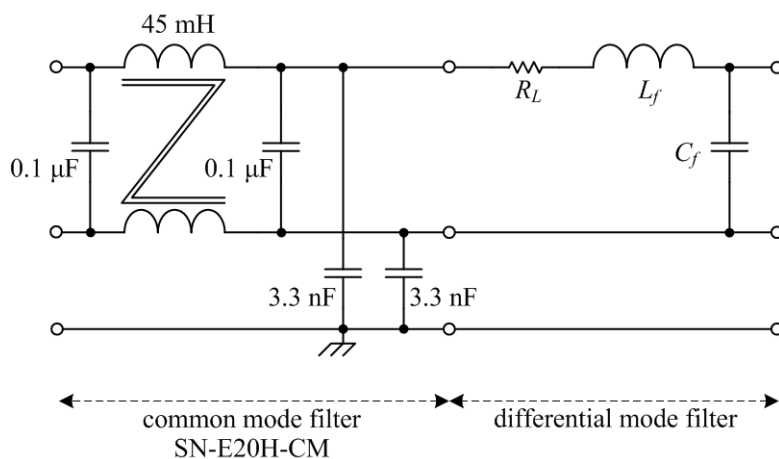 45 mH
R_L
L_f
0.1 μF
0.1 μF
C_f
3.3 nF
3.3 nF
common mode filter
SN-E20H-CM
differential mode filter